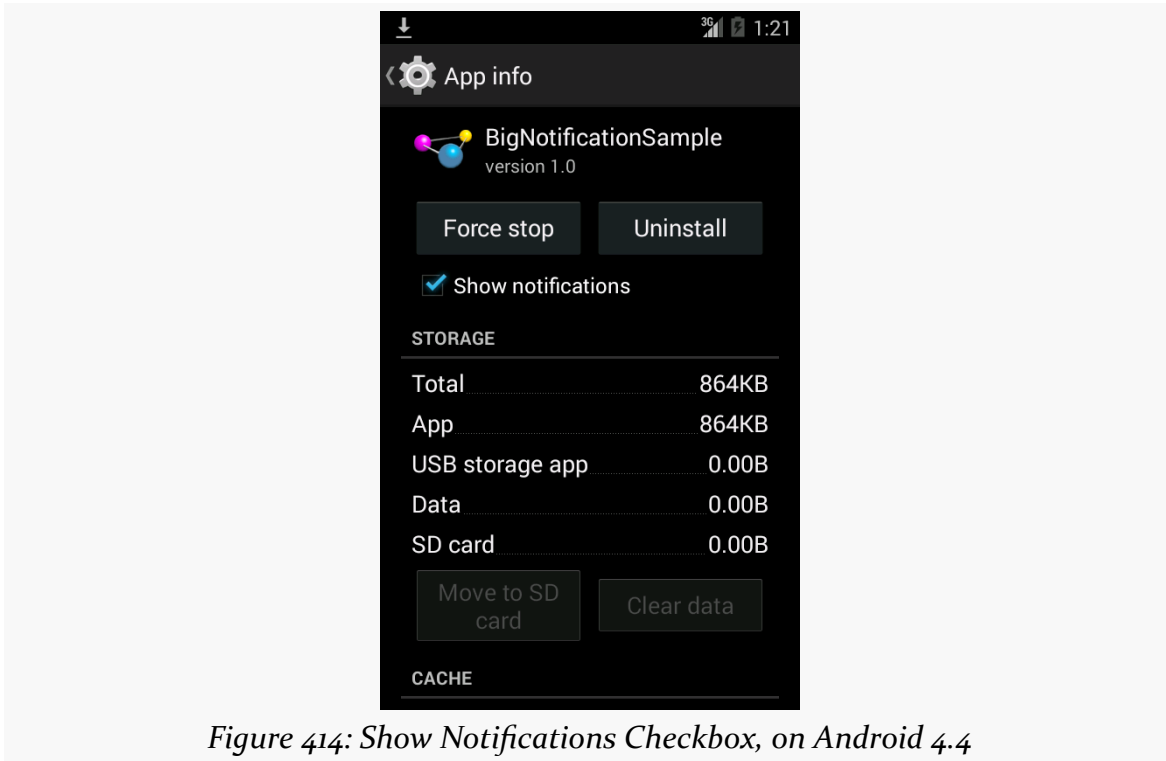 3G 1:21
App info
BigNotificationSample
version 1.0
Force stop Uninstall
Show notifications
STORAGE
Total 864KB
App 864KB
USB storage app 0.00B
Data 0.00B
SD card 0.00B
Move to SD
card
Clear data
CACHE
Figure 414: Show Notifications Checkbox, on Android 4.4